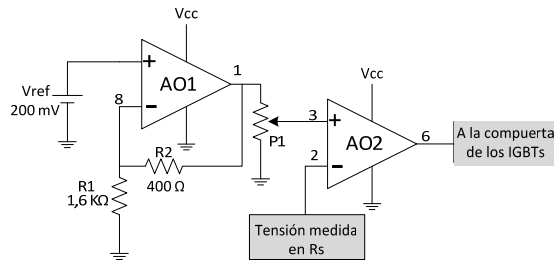 Vcc
Vref
200 mV
+
AO1
1
8
-
R2
400 Ω
R1
1,6 KΩ
P1
Vcc
3
+
AO2
2
-
6
A la compuerta
de los IGBTs
Tensión medida
en Rs